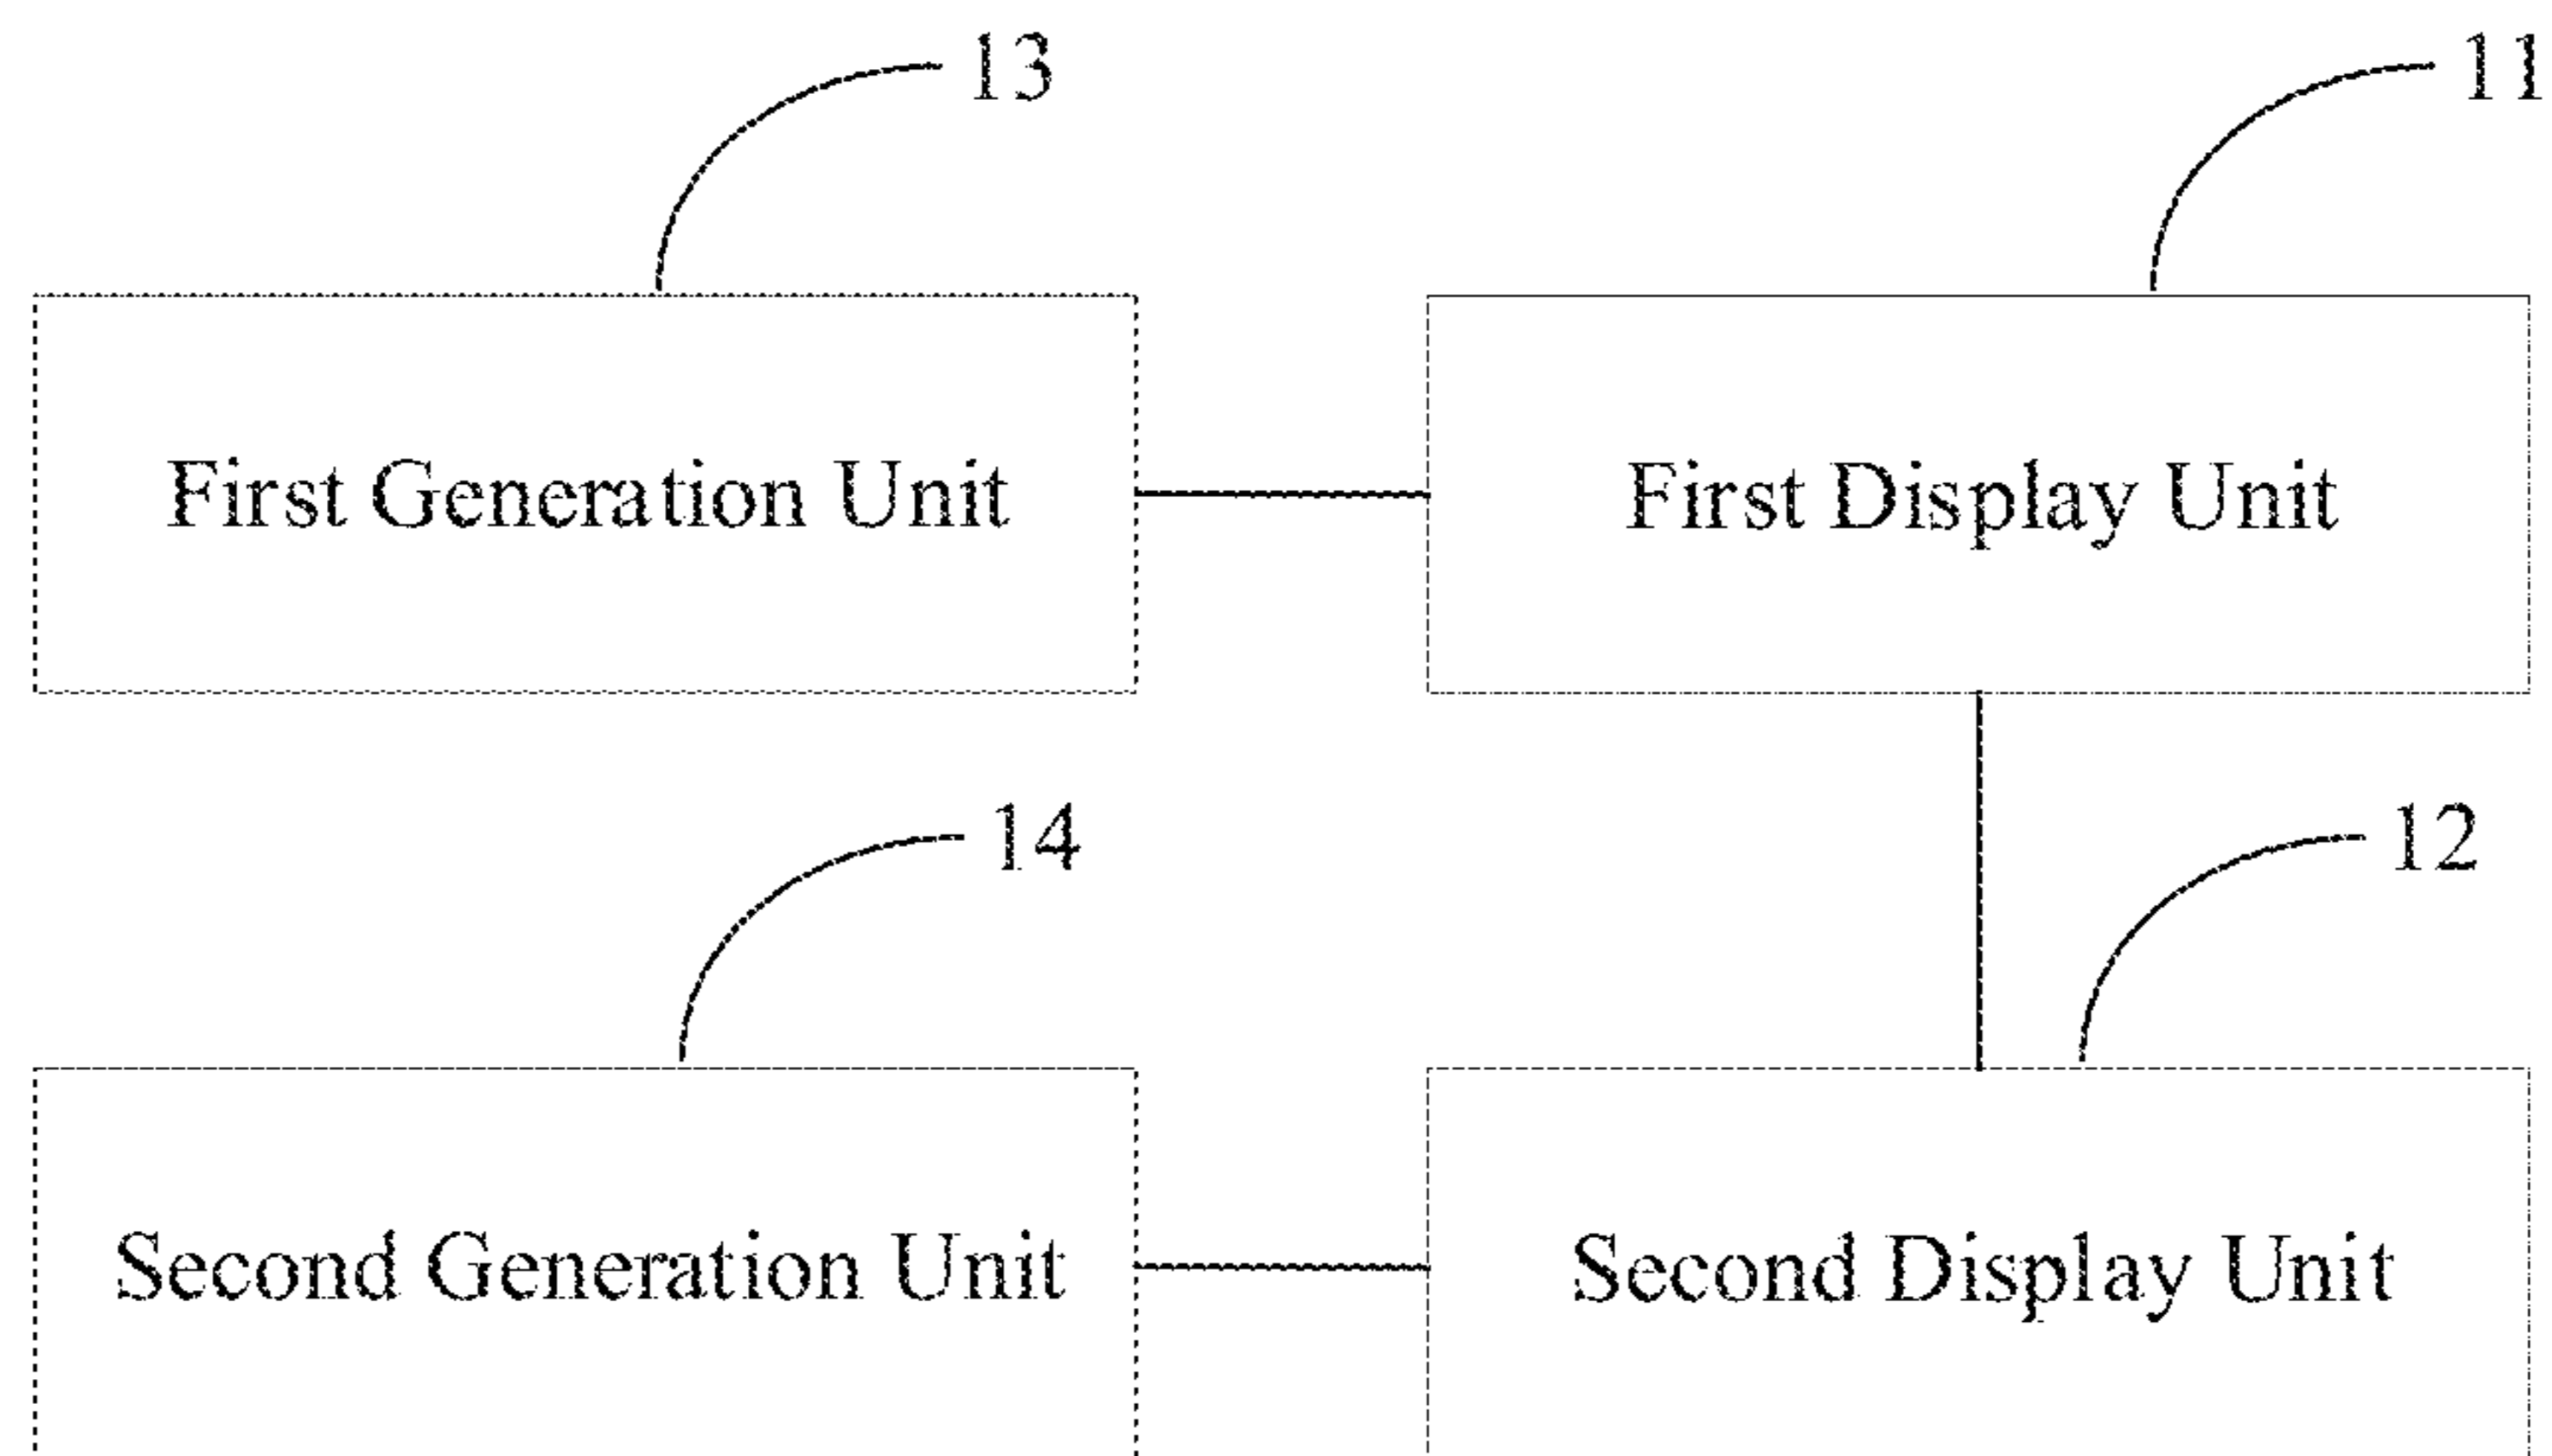 13
11
First Generation Unit
First Display Unit
14
12
Second Generation Unit
Second Display Unit